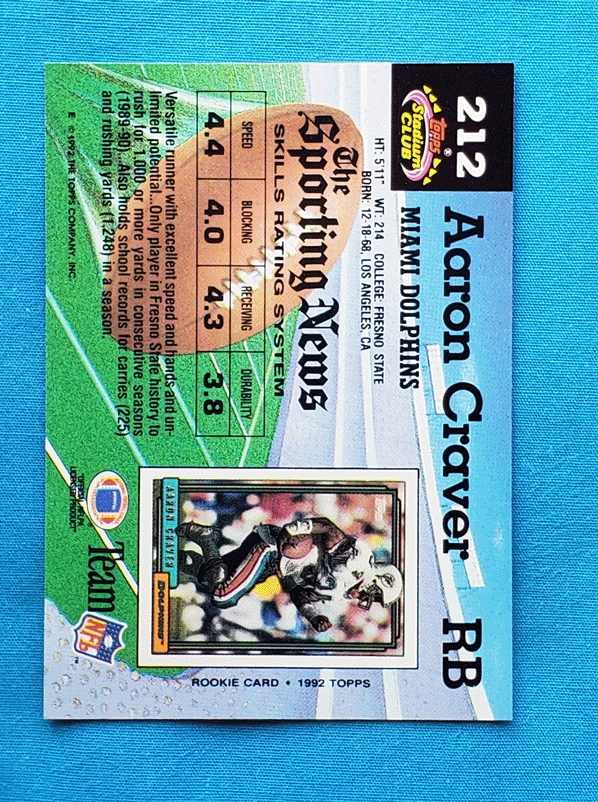 212
Topps
Stadium
CLUB
®
Aaron Craver RB
MIAMI DOLPHINS
HT: 5'11" WT: 214 COLLEGE: FRESNO STATE
BORN: 12-18-68, LOS ANGELES, CA
The
Sporting News
SKILLS RATING SYSTEM
SPEED BLOCKING RECEIVING DURABILITY
4.4 4.0 4.3 3.8
Versatile runner with excellent speed and hands and un-
limited potential...Only player in Fresno State history to
rush for 1,000 or more yards in consecutive seasons
(1989-90)...Also holds school records for carries (225)
and rushing yards (1,248) in a season.
E © 1992 THE TOPPS COMPANY, INC.
AARON CRAVER
DOLPHINS
ROOKIE CARD • 1992 TOPPS
LICENSED PRODUCT
Team NFL
™